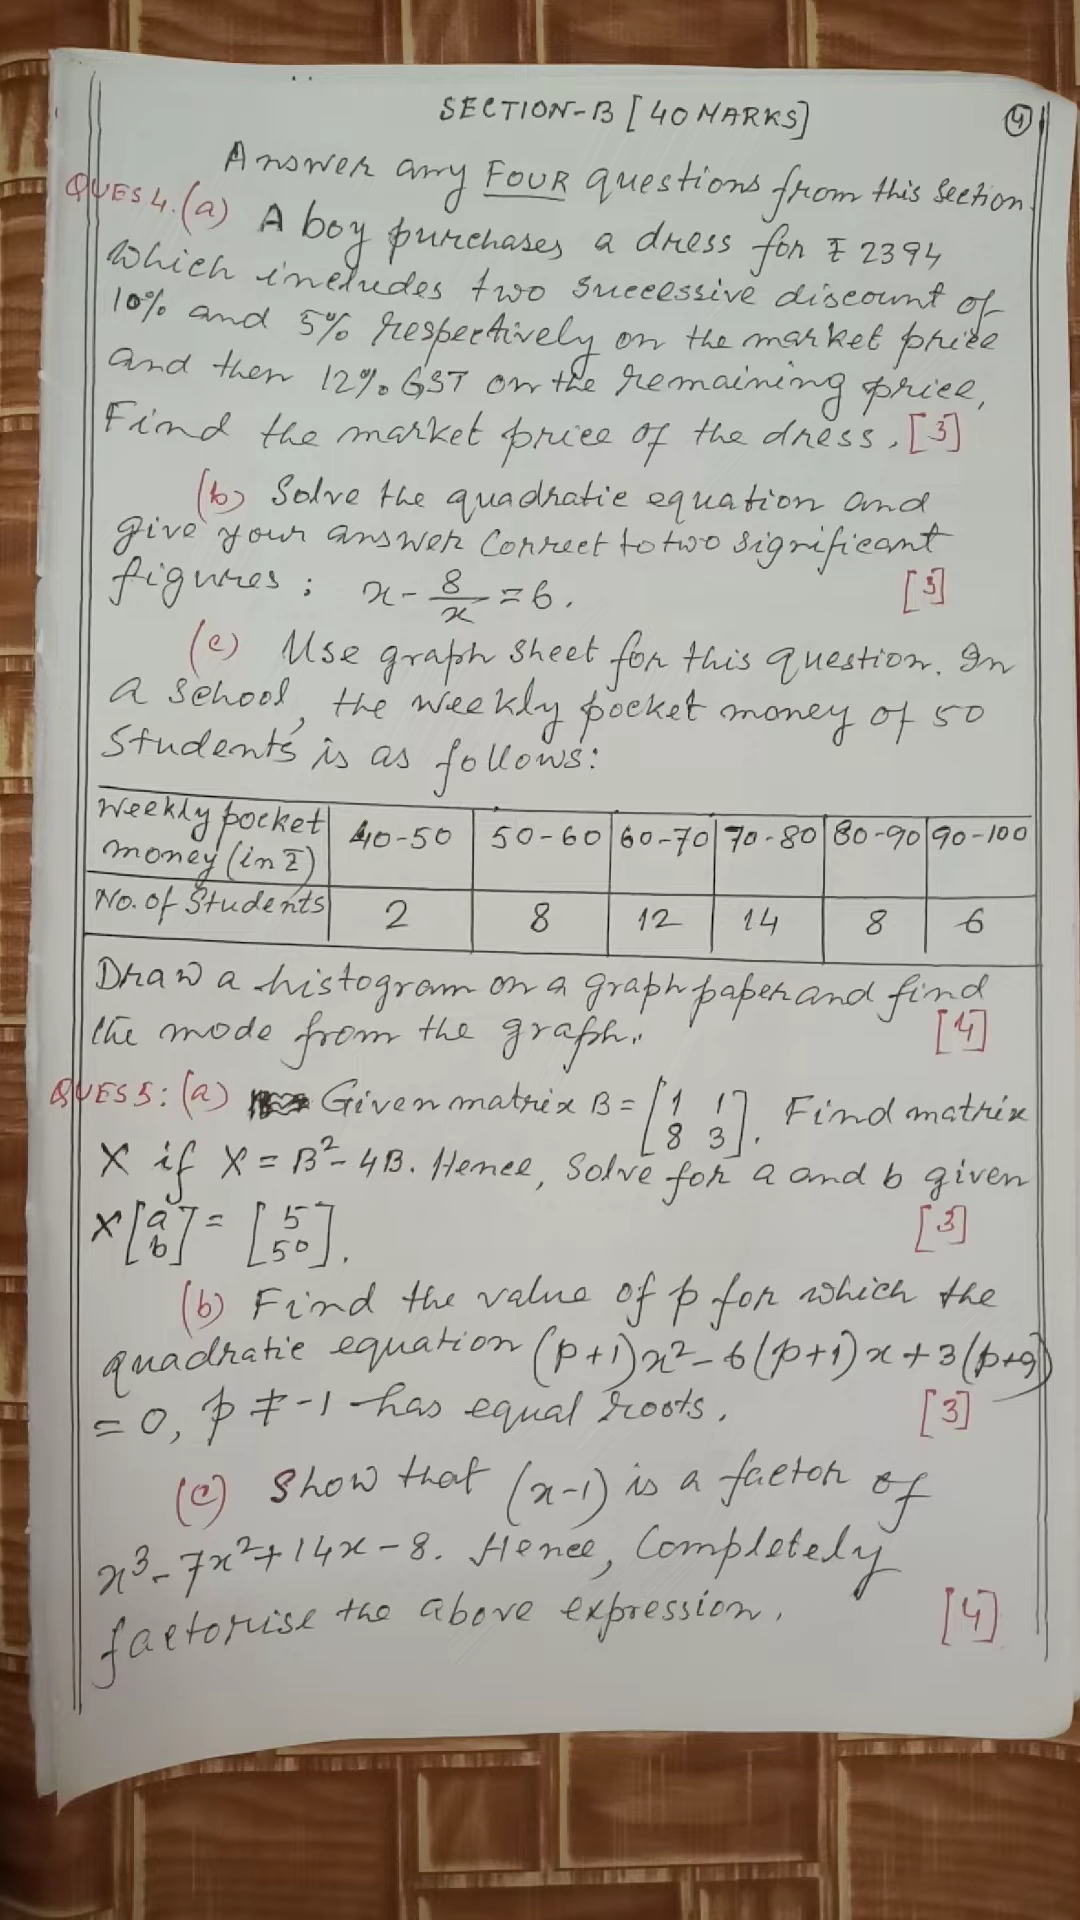 SECTION-B [40 MARKS]
4
Answer any FOUR questions from this Section.
QUES 4. (a) A boy purchases a dress for ₹ 2394
which includes two successive discount of
10% and 5% respectively on the market price
and then 12% GST on the remaining price,
Find the market price of the dress. [3]
(b) Solve the quadratic equation and
give your answer correct to two significant
figures: x - 8/x = 6. [3]
(c) Use graph sheet for this question. In
a school, the weekly pocket money of 50
Students is as follows:
Weekly pocket money (in ₹) 40-50 50-60 60-70 70-80 80-90 90-100
No. of Students 2 8 12 14 8 6
Draw a histogram on a graph paper and find
the mode from the graph. [4]
QUES 5: (a) Given matrix B = [1 1 8 3]. Find matrix
X if X = B² - 4B. Hence, Solve for a and b given
X [a b] = [5 50]. [3]
(b) Find the value of p for which the
quadratic equation (p+1)x² - 6(p+1)x + 3(p+9)
= 0, p ≠ -1 has equal roots. [3]
(c) Show that (x-1) is a factor of
x³ - 7x² + 14x - 8. Hence, Completely
factorise the above expression. [4]